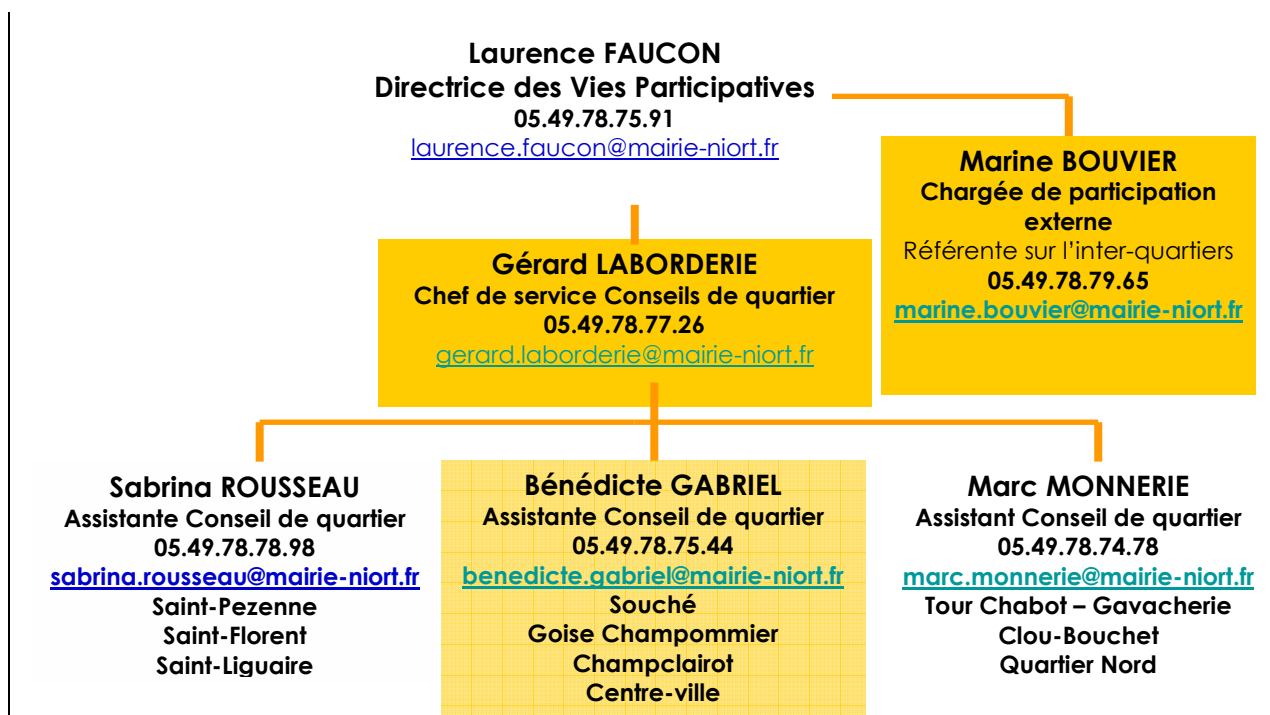 Laurence FAUCON
Directrice des Vies Participatives
05.49.78.75.91
laurence.faucon@mairie-niort.fr
Marine BOUVIER
Chargée de participation
externe
Référente sur l'inter-quartiers
05.49.78.79.65
marine.bouvier@mairie-niort.fr
Gérard LABORDERIE
Chef de service Conseils de quartier
05.49.78.77.26
gerard.laborderie@mairie-niort.fr
Sabrina ROUSSEAU
Assistante Conseil de quartier
05.49.78.78.98
sabrina.rousseau@mairie-niort.fr
Saint-Pezenne
Saint-Florent
Saint-Liguaire
Bénédicte GABRIEL
Assistante Conseil de quartier
05.49.78.75.44
benedicte.gabriel@mairie-niort.fr
Souché
Goise Champommier
Champclairot
Centre-ville
Marc MONNERIE
Assistant Conseil de quartier
05.49.78.74.78
marc.monnerie@mairie-niort.fr
Tour Chabot – Gavacherie
Clou-Bouchet
Quartier Nord